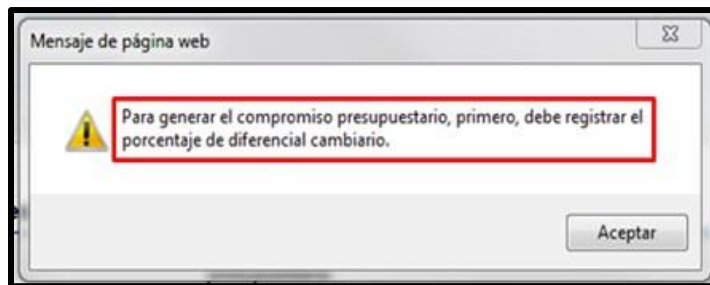 Mensaje de página web
Para generar el compromiso presupuestario, primero, debe registrar el
porcentaje de diferencial cambiario.
Aceptar